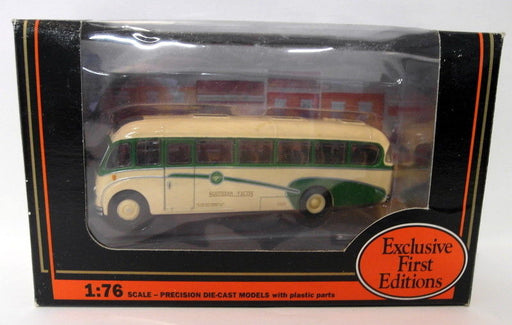 Exclusive
First
Editions
1:76 SCALE – PRECISION DIE-CAST MODELS with plastic parts